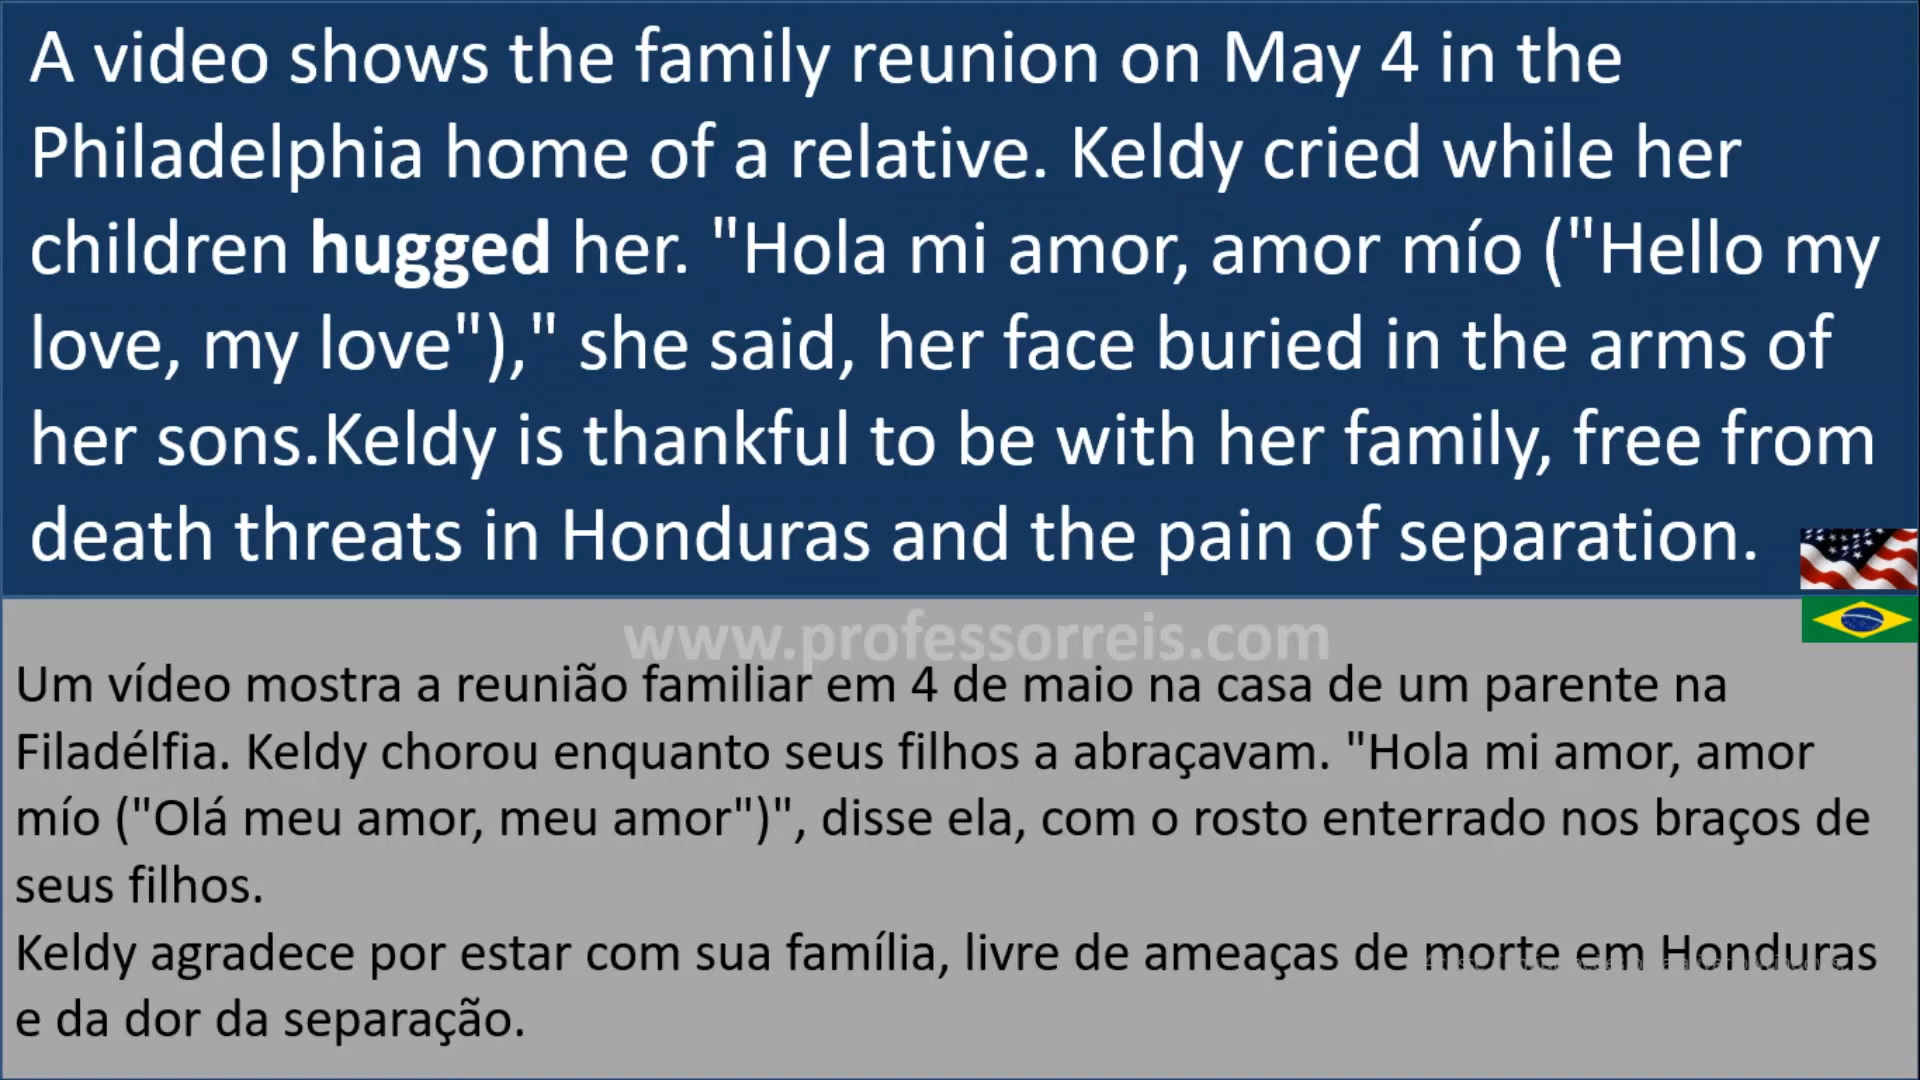 A video shows the family reunion on May 4 in the
Philadelphia home of a relative. Keldy cried while her
children hugged her. "Hola mi amor, amor mío ("Hello my
love, my love")," she said, her face buried in the arms of
her sons.Keldy is thankful to be with her family, free from
death threats in Honduras and the pain of separation.
www.professorreis.com
Um vídeo mostra a reunião familiar em 4 de maio na casa de um parente na
Filadélfia. Keldy chorou enquanto seus filhos a abraçavam. "Hola mi amor, amor
mío ("Olá meu amor, meu amor")", disse ela, com o rosto enterrado nos braços de
seus filhos.
Keldy agradece por estar com sua família, livre de ameaças de morte em Honduras
e da dor da separação.